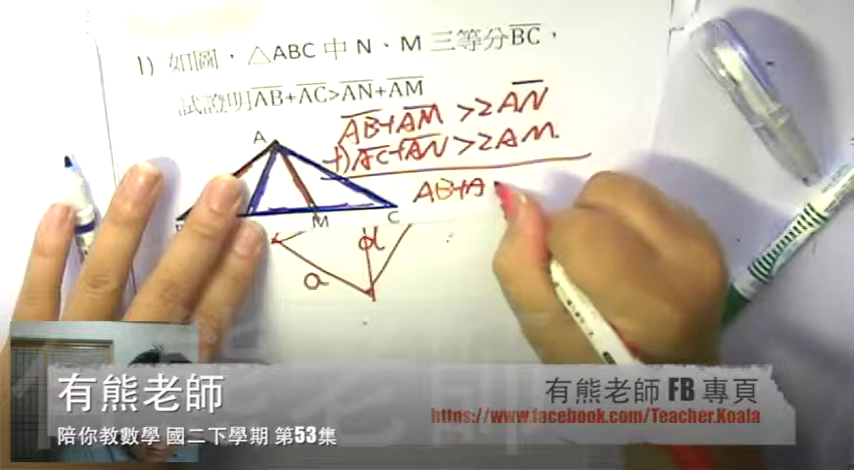 1) 如圖，△ABC 中 N、M 三等分BC，
試證明AB+AC>AN+AM
AB+AM >2AN
+) AC+AN >2AM.
AB+A
A
M
C
a
d
有熊老師
陪你教數學 國二下學期 第53集
有熊老師 FB 專頁
https://www.facebook.com/Teacher.Koala